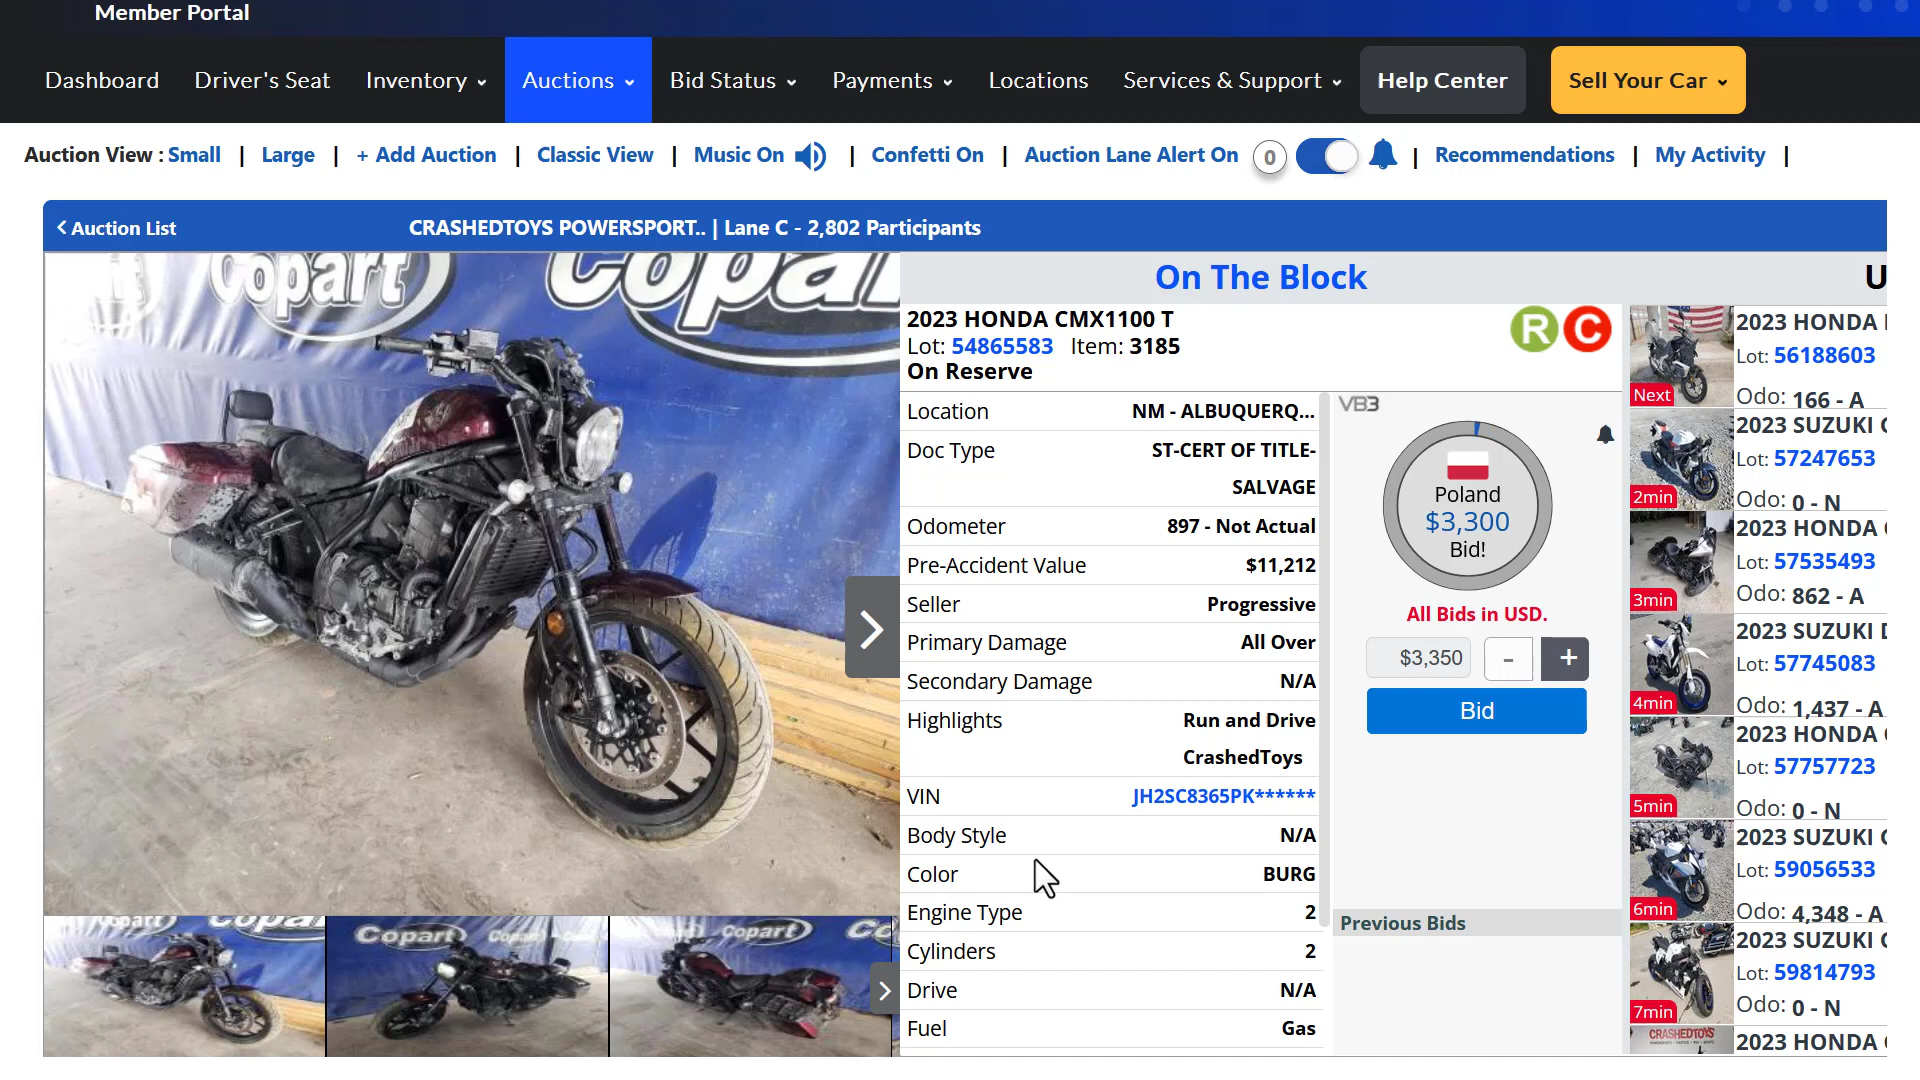 Member Portal
Dashboard
Driver's Seat
Inventory
Auctions
Bid Status
Payments
Locations
Services & Support
Help Center
Sell Your Car
Auction View : Small | Large | + Add Auction | Classic View | Music On | Confetti On | Auction Lane Alert On 0 | Recommendations | My Activity |
Auction List
CRASHEDTOYS POWERSPORT.. | Lane C - 2,802 Participants
Copart
Copa
On The Block
2023 HONDA CMX1100 T
Lot: 54865583 Item: 3185
On Reserve
R C
Location NM - ALBUQUERQ...
Doc Type ST-CERT OF TITLE-
SALVAGE
Odometer 897 - Not Actual
Pre-Accident Value $11,212
Seller Progressive
Primary Damage All Over
Secondary Damage N/A
Highlights Run and Drive
CrashedToys
VIN JH2SC8365PK******
Body Style N/A
Color BURG
Engine Type 2
Cylinders 2
Drive N/A
Fuel Gas
VB3
Poland
$3,300
Bid!
All Bids in USD.
$3,350 - +
Bid
Previous Bids
U
2023 HONDA
Lot: 56188603
Next
Odo: 166 - A
2023 SUZUKI
Lot: 57247653
2min
Odo: 0 - N
2023 HONDA
Lot: 57535493
3min
Odo: 862 - A
2023 SUZUKI
Lot: 57745083
4min
Odo: 1,437 - A
2023 HONDA
Lot: 57757723
5min
Odo: 0 - N
2023 SUZUKI
Lot: 59056533
6min
Odo: 4,348 - A
2023 SUZUKI
Lot: 59814793
7min
Odo: 0 - N
CRASHEDTOYS
2023 HONDA
Copart
Copart